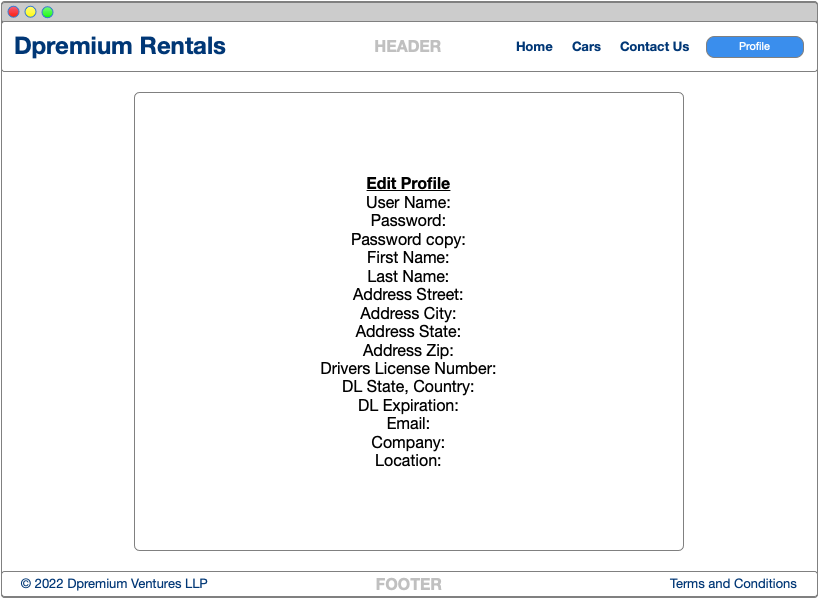 Dpremium Rentals HEADER Home Cars Contact Us Profile
Edit Profile
User Name:
Password:
Password copy:
First Name:
Last Name:
Address Street:
Address City:
Address State:
Address Zip:
Drivers License Number:
DL State, Country:
DL Expiration:
Email:
Company:
Location:
© 2022 Dpremium Ventures LLP FOOTER Terms and Conditions